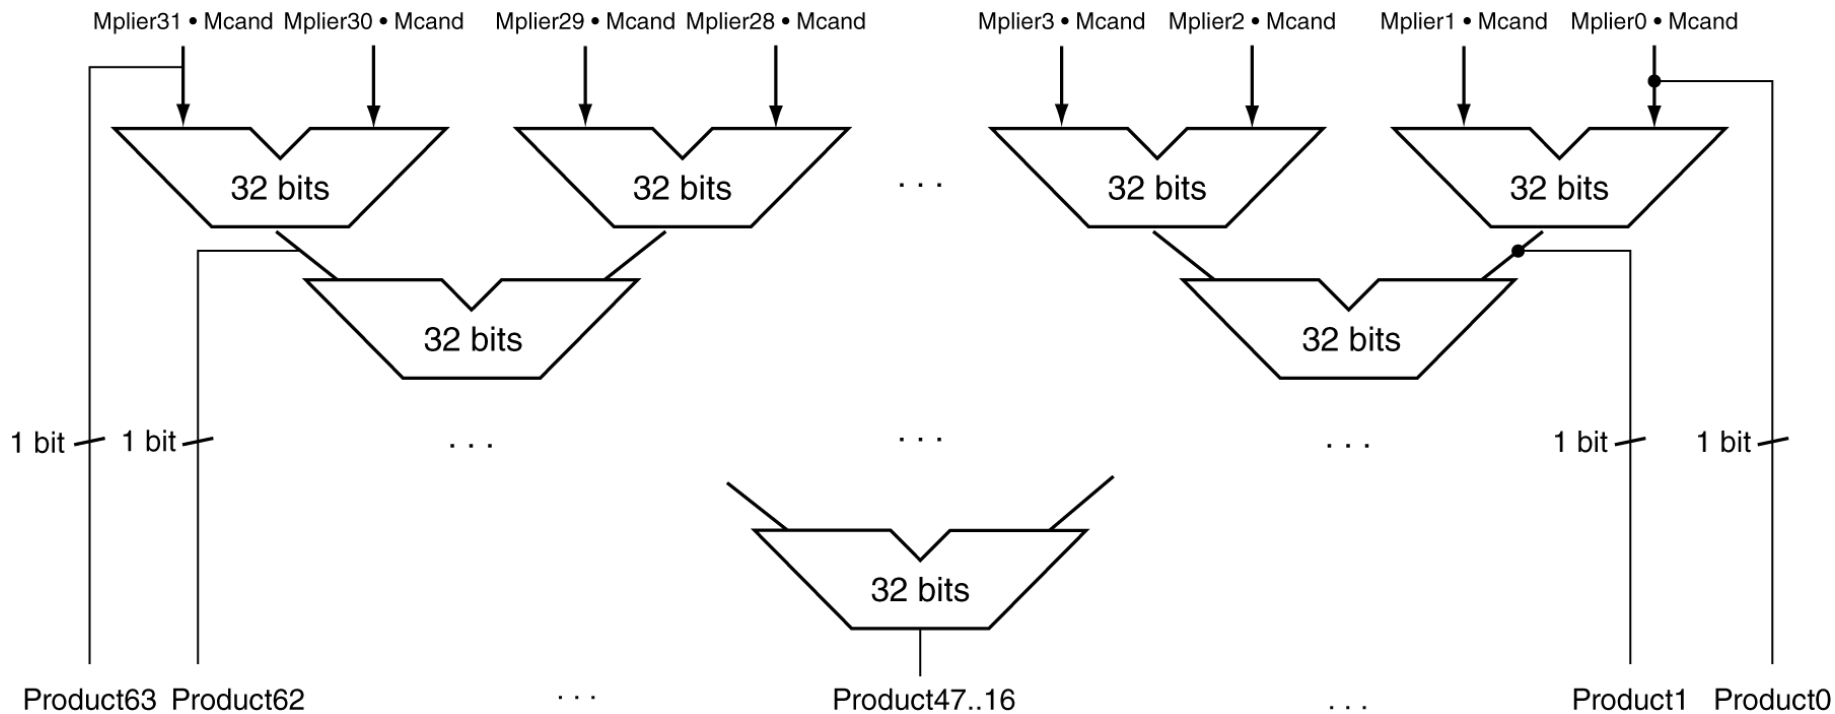 Mplier31 • Mcand Mplier30 • Mcand Mplier29 • Mcand Mplier28 • Mcand Mplier3 • Mcand Mplier2 • Mcand Mplier1 • Mcand Mplier0 • Mcand
32 bits 32 bits . . . 32 bits 32 bits
32 bits 32 bits
1 bit 1 bit . . . . . . . . . 1 bit 1 bit
32 bits
Product63 Product62 . . . Product47..16 . . . Product1 Product0